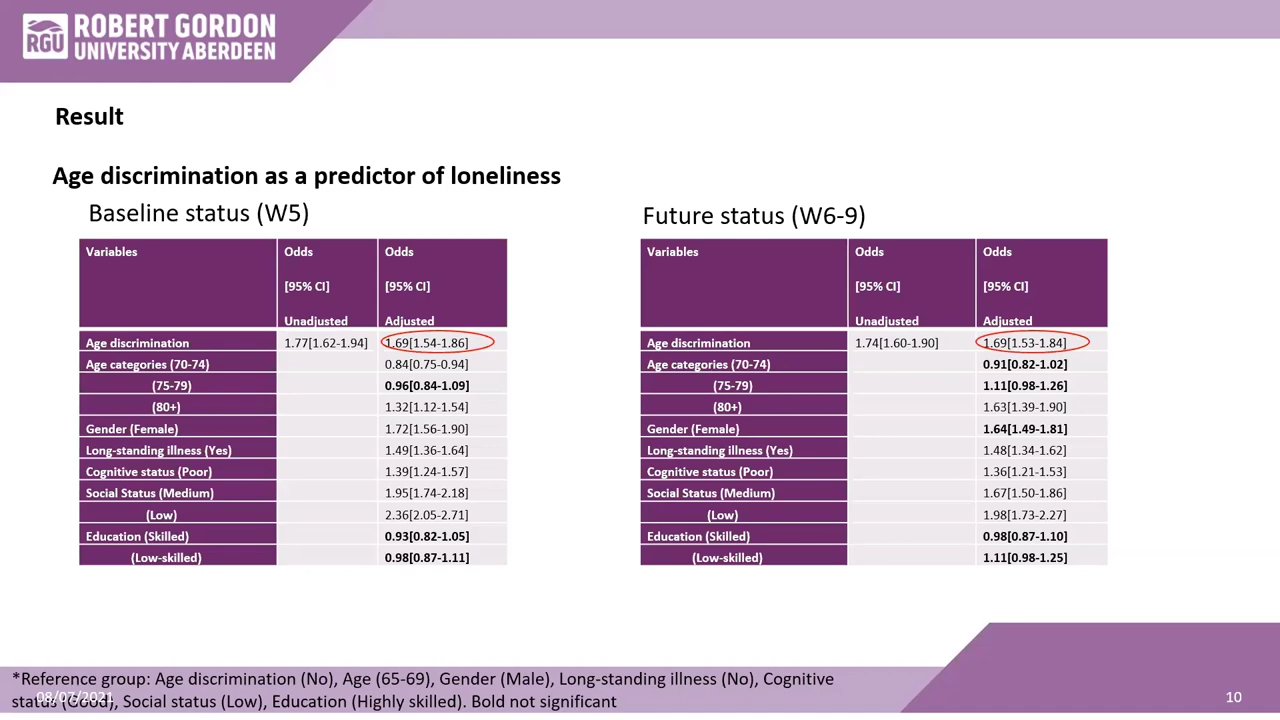 ROBERT GORDON
UNIVERSITY ABERDEEN
RGU
Result
Age discrimination as a predictor of loneliness
Baseline status (W5)
Variables Odds [95% CI] Unadjusted Odds [95% CI] Adjusted
Age discrimination 1.77[1.62-1.94] 1.69[1.54-1.86]
Age categories (70-74) 0.84[0.75-0.94]
(75-79) 0.96[0.84-1.09]
(80+) 1.32[1.12-1.54]
Gender (Female) 1.72[1.56-1.90]
Long-standing illness (Yes) 1.49[1.36-1.64]
Cognitive status (Poor) 1.39[1.24-1.57]
Social Status (Medium) 1.95[1.74-2.18]
(Low) 2.36[2.05-2.71]
Education (Skilled) 0.93[0.82-1.05]
(Low-skilled) 0.98[0.87-1.11]
Future status (W6-9)
Variables Odds [95% CI] Unadjusted Odds [95% CI] Adjusted
Age discrimination 1.74[1.60-1.90] 1.69[1.53-1.84]
Age categories (70-74) 0.91[0.82-1.02]
(75-79) 1.11[0.98-1.26]
(80+) 1.63[1.39-1.90]
Gender (Female) 1.64[1.49-1.81]
Long-standing illness (Yes) 1.48[1.34-1.62]
Cognitive status (Poor) 1.36[1.21-1.53]
Social Status (Medium) 1.67[1.50-1.86]
(Low) 1.98[1.73-2.27]
Education (Skilled) 0.98[0.87-1.10]
(Low-skilled) 1.11[0.98-1.25]
*Reference group: Age discrimination (No), Age (65-69), Gender (Male), Long-standing illness (No), Cognitive
status (Good), Social status (Low), Education (Highly skilled). Bold not significant
08/07/2021
10